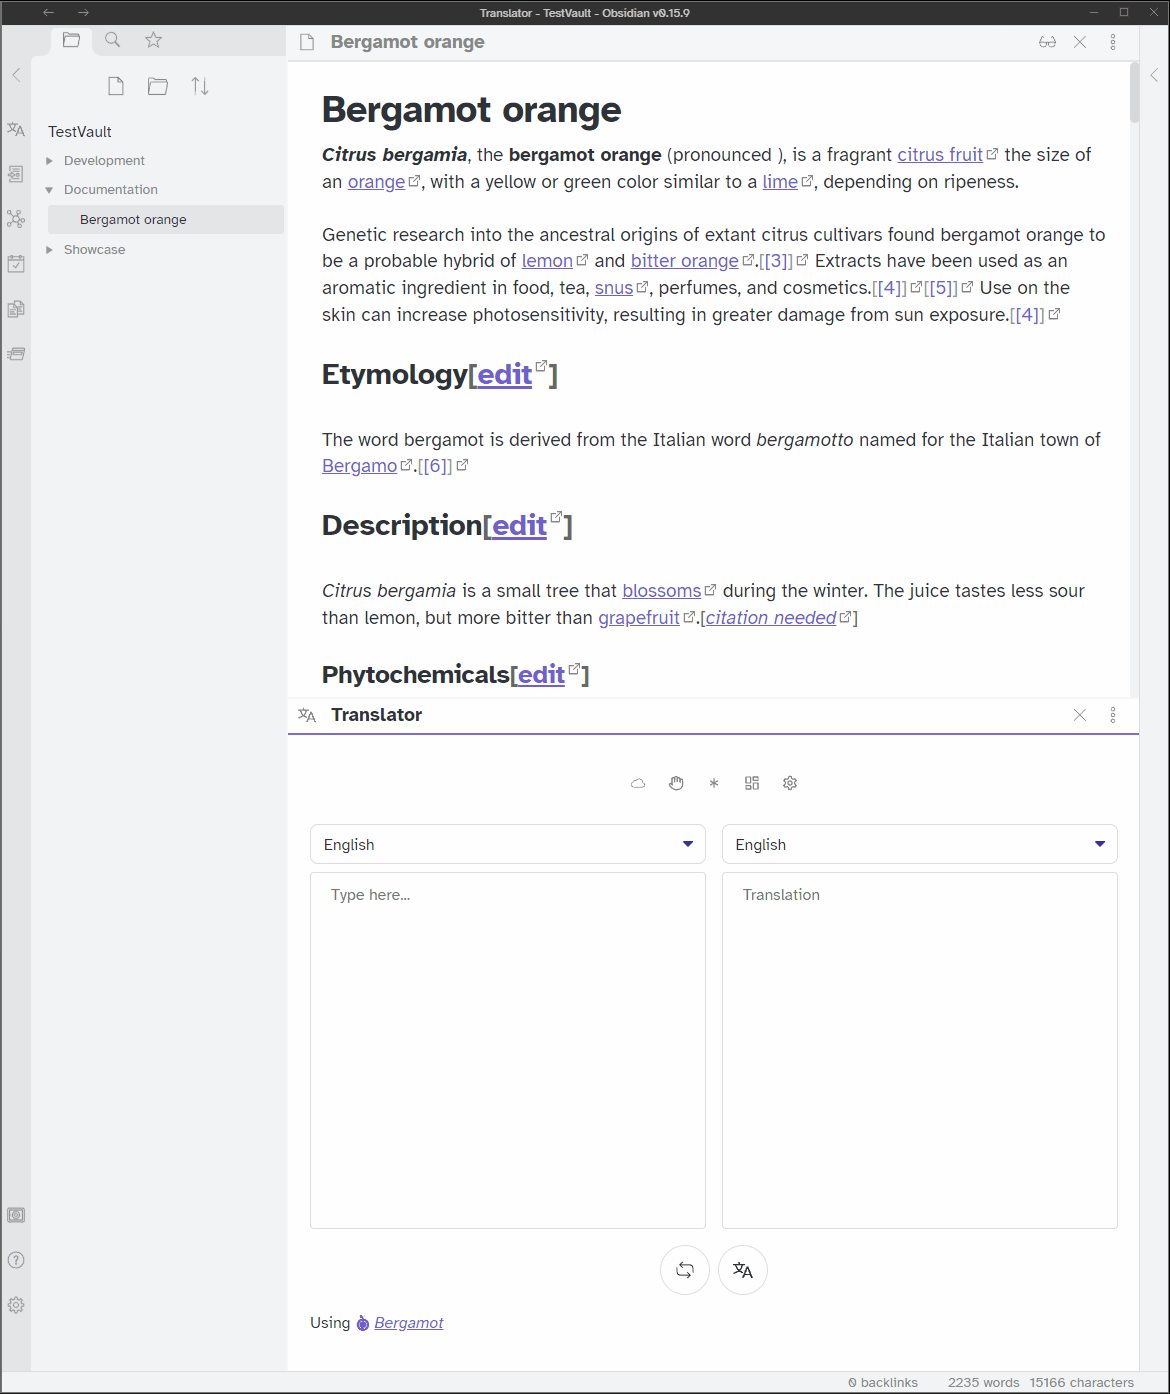 Translator - TestVault - Obsidian v0.15.9
Bergamot orange
TestVault
Development
Documentation
Bergamot orange
Showcase
Bergamot orange
Citrus bergamia, the bergamot orange (pronounced ), is a fragrant citrus fruit the size of
an orange, with a yellow or green color similar to a lime, depending on ripeness.
Genetic research into the ancestral origins of extant citrus cultivars found bergamot orange to
be a probable hybrid of lemon and bitter orange.[[3]] Extracts have been used as an
aromatic ingredient in food, tea, snus, perfumes, and cosmetics.[[4]][[5]] Use on the
skin can increase photosensitivity, resulting in greater damage from sun exposure.[[4]]
Etymology[edit]
The word bergamot is derived from the Italian word bergamotto named for the Italian town of
Bergamo.[[6]]
Description[edit]
Citrus bergamia is a small tree that blossoms during the winter. The juice tastes less sour
than lemon, but more bitter than grapefruit.[citation needed]
Phytochemicals[edit]
Translator
English
English
Type here...
Translation
Using Bergamot
0 backlinks 2235 words 15166 characters